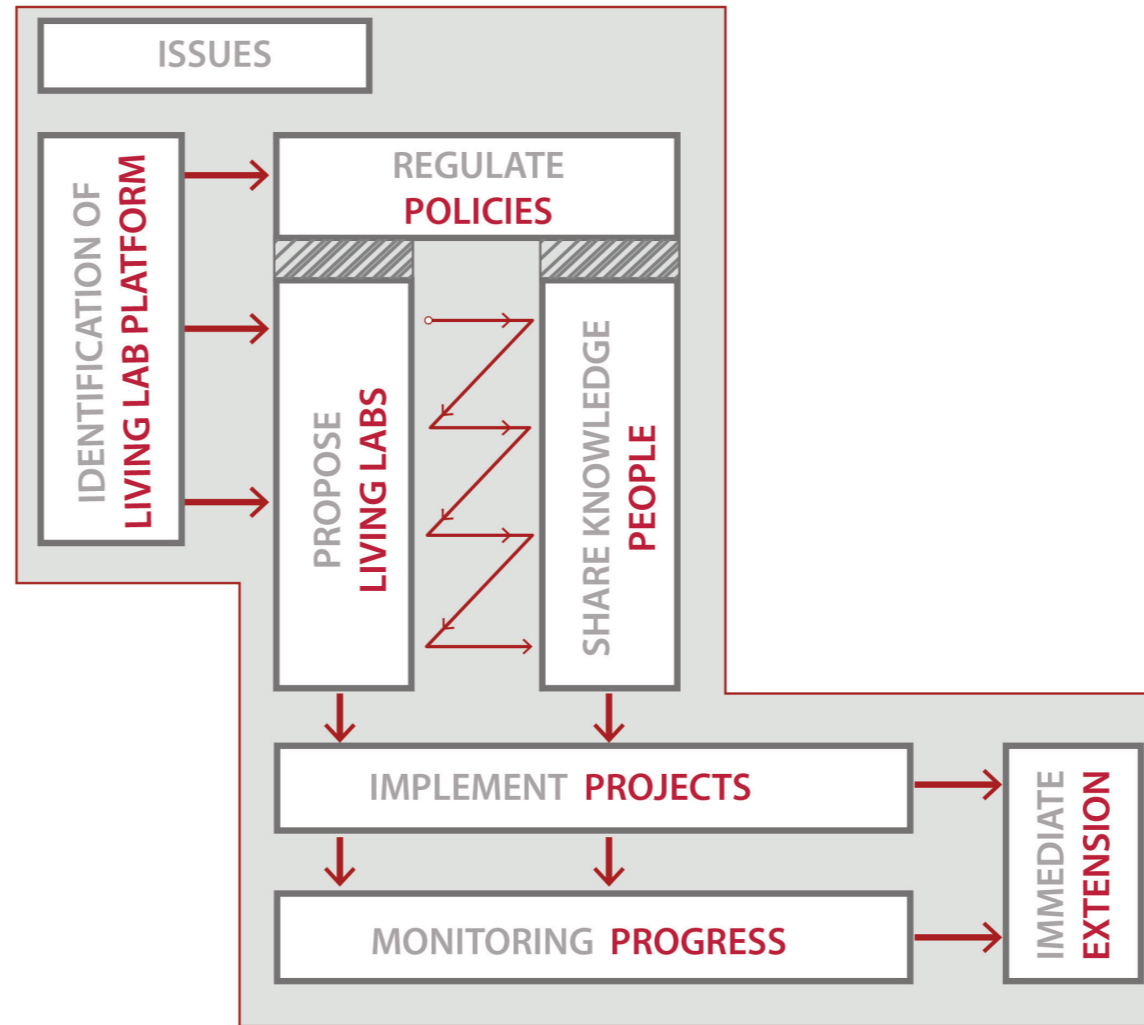 ISSUES
IDENTIFICATION OF
LIVING LAB PLATFORM
REGULATE
POLICIES
PROPOSE
LIVING LABS
SHARE KNOWLEDGE
PEOPLE
IMPLEMENT PROJECTS
MONITORING PROGRESS
IMMEDIATE
EXTENSION